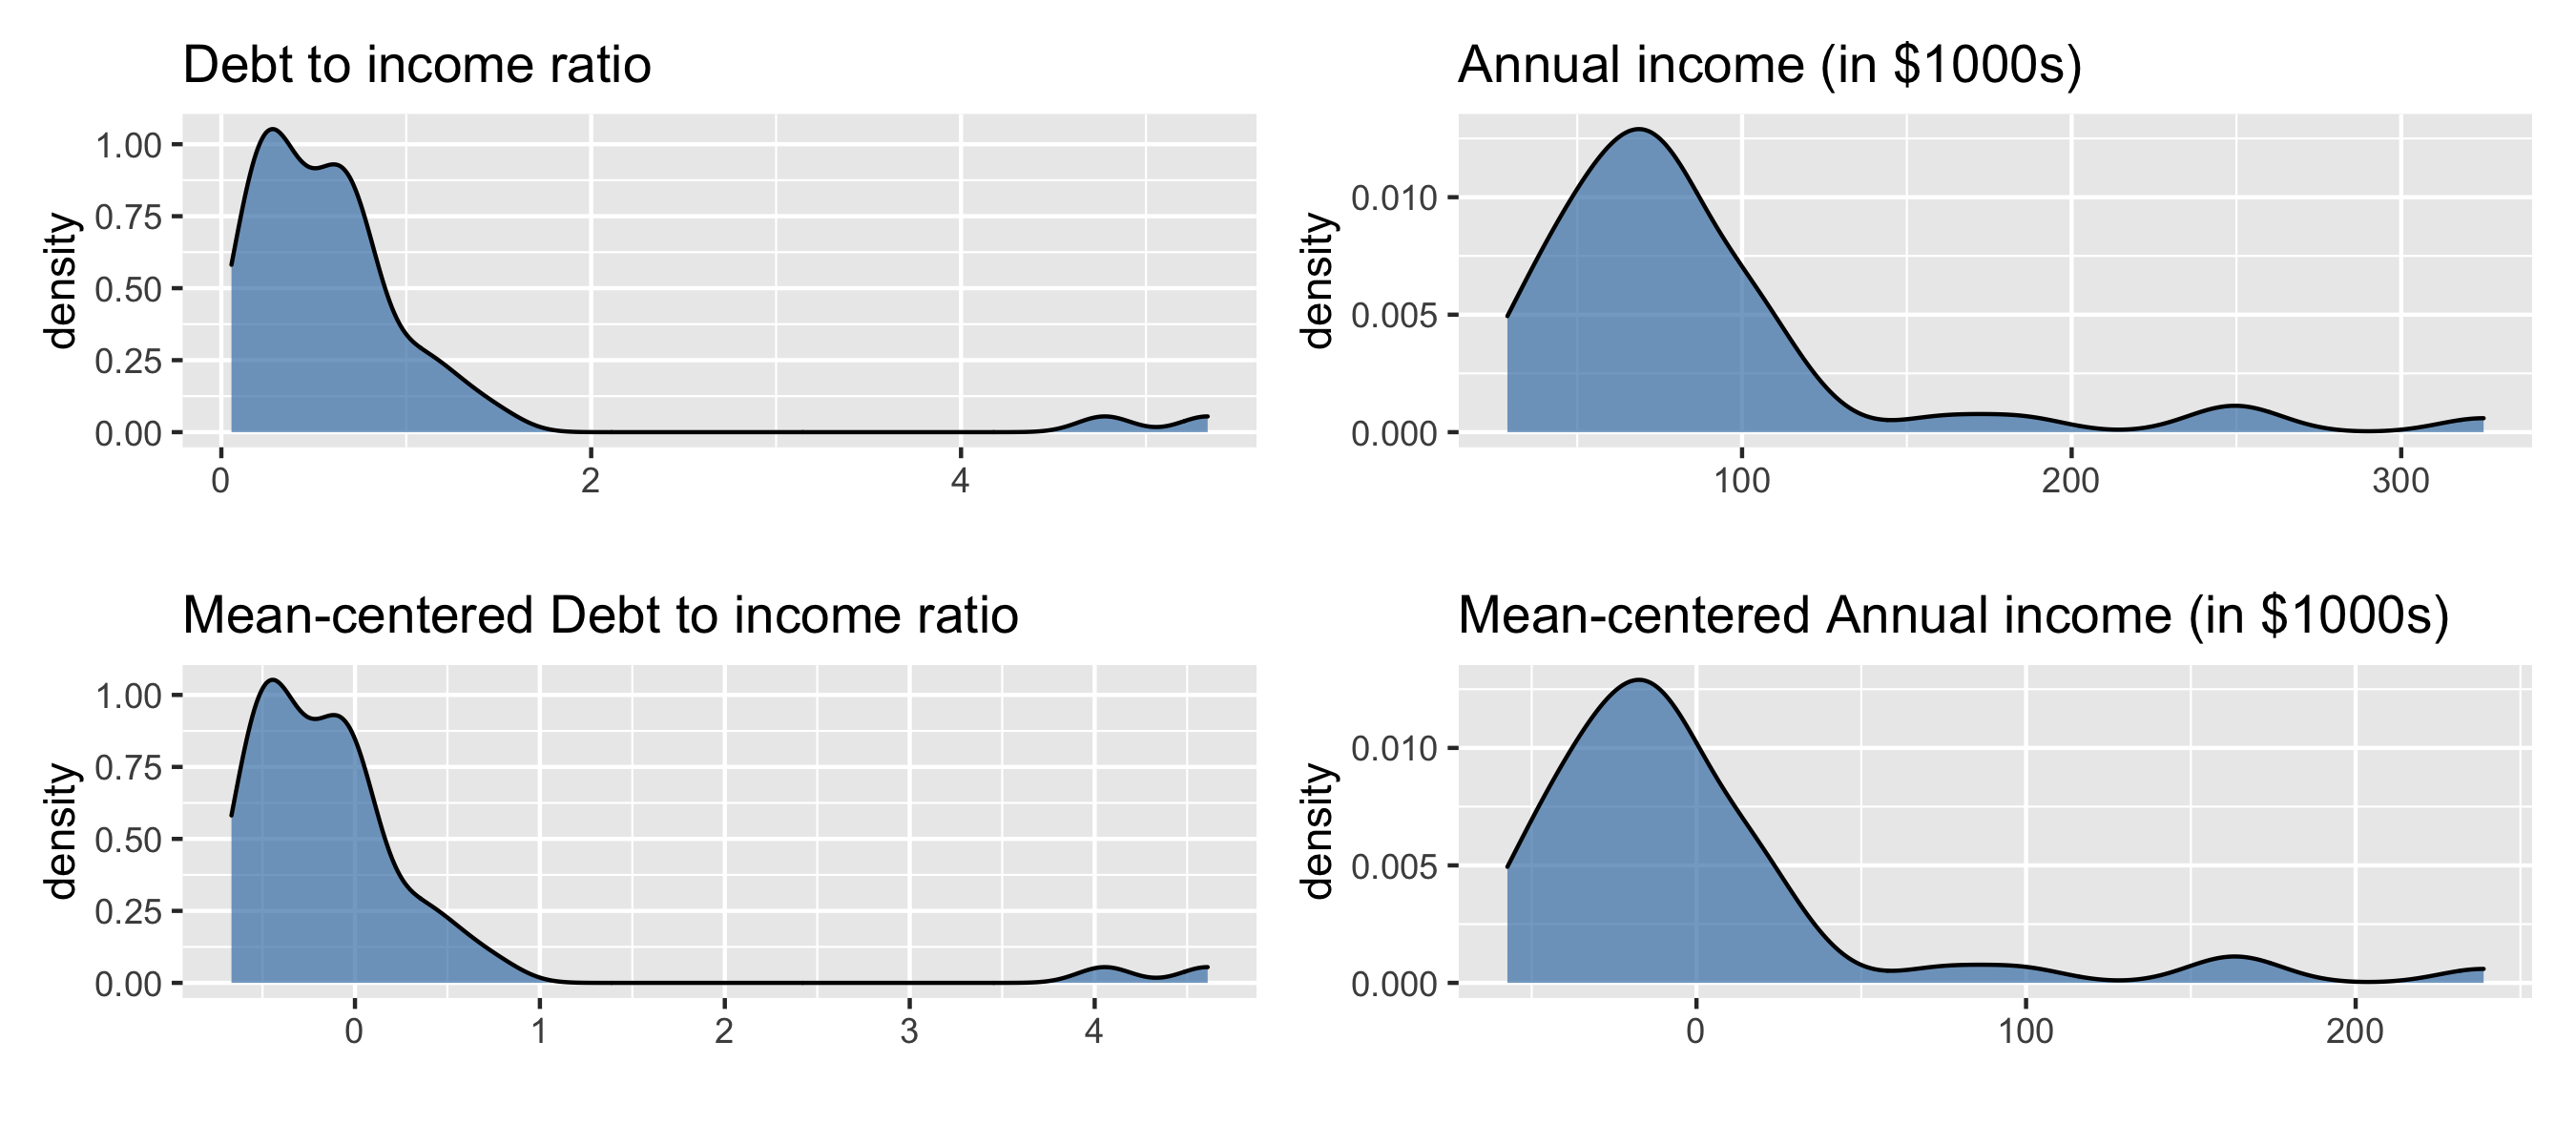 Debt to income ratio
density
1.00
0.75
0.50
0.25
0.00
0 2 4
Annual income (in $1000s)
density
0.010
0.005
0.000
100 200 300
Mean-centered Debt to income ratio
density
1.00
0.75
0.50
0.25
0.00
0 1 2 3 4
Mean-centered Annual income (in $1000s)
density
0.010
0.005
0.000
0 100 200